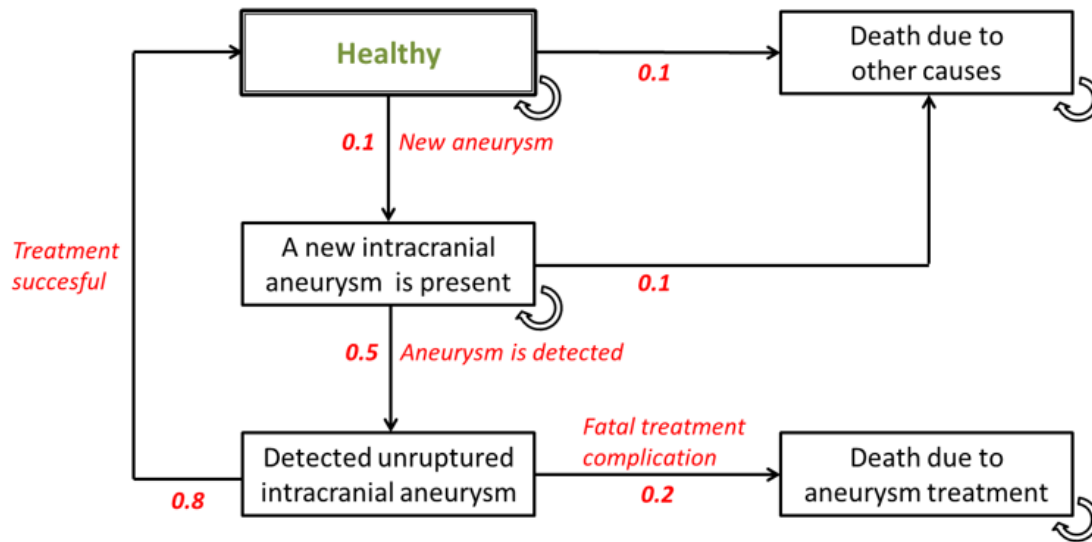 Healthy
Death due to
other causes
0.1
0.1 New aneurysm
Treatment
succesful
A new intracranial
aneurysm is present
0.1
0.5 Aneurysm is detected
Detected unruptured
intracranial aneurysm
Fatal treatment
complication
0.2
Death due to
aneurysm treatment
0.8